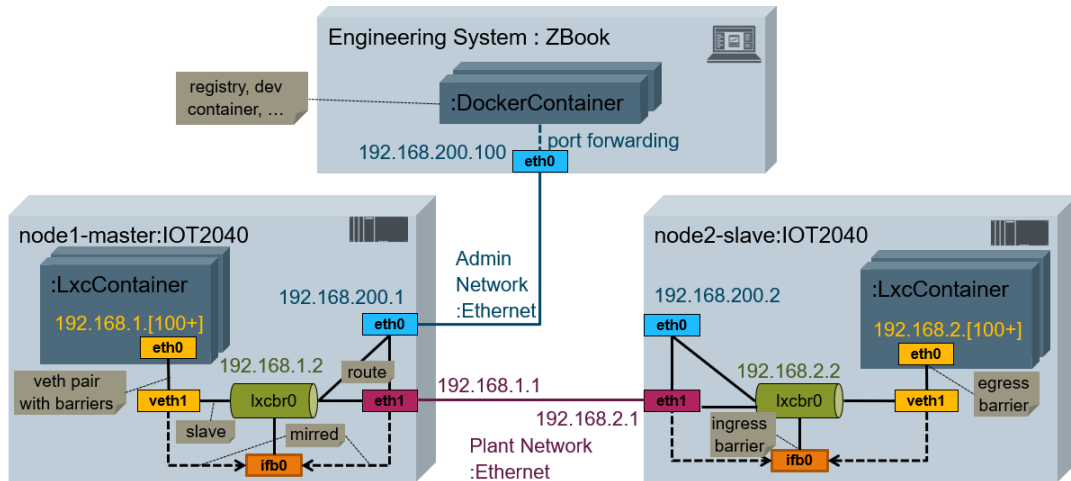 Engineering System : ZBook
registry, dev
container, …
:DockerContainer
port forwarding
192.168.200.100
eth0
node1-master:IOT2040
:LxcContainer
192.168.1.[100+]
eth0
veth pair
with barriers
veth1
slave
192.168.1.2
lxcbr0
mirred
ifb0
route
192.168.200.1
eth0
eth1
Admin
Network
:Ethernet
192.168.1.1
192.168.2.1
Plant Network
:Ethernet
node2-slave:IOT2040
192.168.200.2
eth0
eth1
:LxcContainer
192.168.2.[100+]
eth0
192.168.2.2
lxcbr0
veth1
egress
barrier
ingress
barrier
ifb0